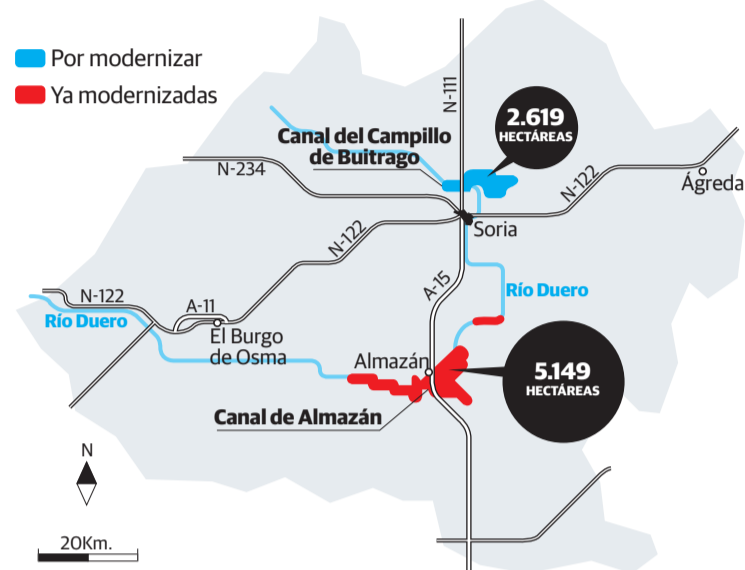 Por modernizar
Ya modernizadas
N-111
2.619
HECTÁREAS
Canal del Campillo
de Buitrago
N-234
N-122
Ágreda
Soria
N-122
A-15
Río Duero
N-122
A-11
Río Duero
El Burgo
de Osma
Almazán
5.149
HECTÁREAS
Canal de Almazán
N
20Km.